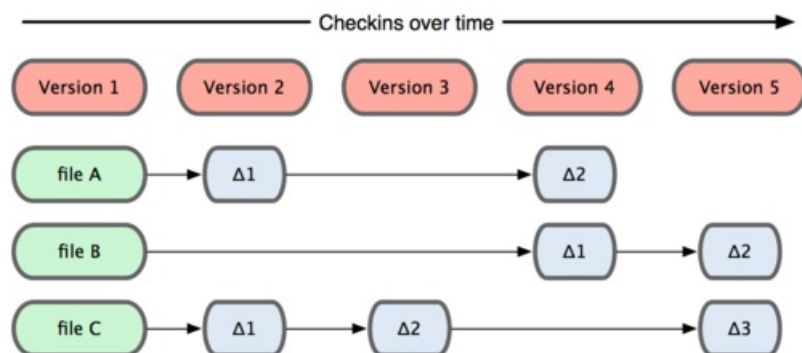 Checkins over time
Version 1 Version 2 Version 3 Version 4 Version 5
file A Δ1 Δ2
file B Δ1 Δ2
file C Δ1 Δ2 Δ3